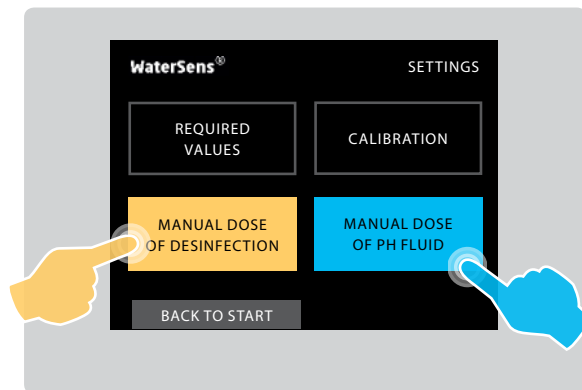 WaterSens®
SETTINGS
REQUIRED
VALUES
CALIBRATION
MANUAL DOSE
OF DESINFECTION
MANUAL DOSE
OF PH FLUID
BACK TO START